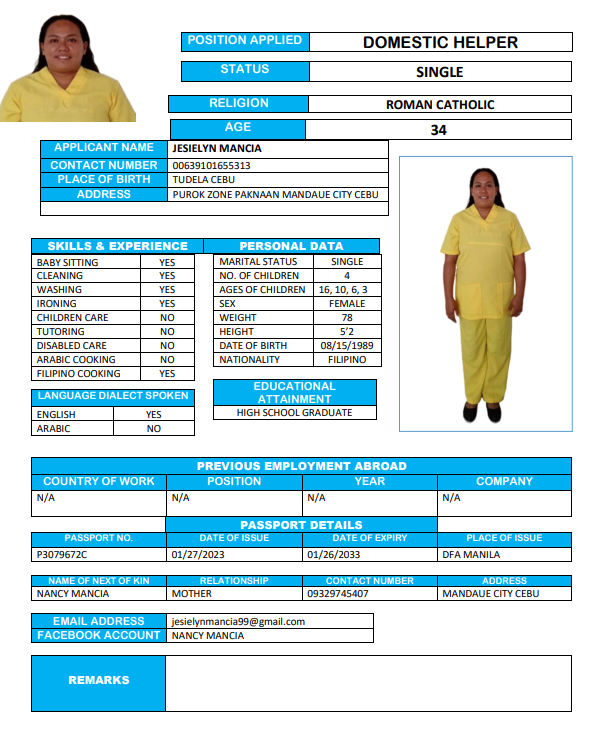 POSITION APPLIED DOMESTIC HELPER
STATUS SINGLE
RELIGION ROMAN CATHOLIC
AGE 34
APPLICANT NAME JESIELYN MANCIA
CONTACT NUMBER 00639101655313
PLACE OF BIRTH TUDELA CEBU
ADDRESS PUROK ZONE PAKNAAN MANDAUE CITY CEBU
SKILLS & EXPERIENCE
BABY SITTING YES
CLEANING YES
WASHING YES
IRONING YES
CHILDREN CARE NO
TUTORING NO
DISABLED CARE NO
ARABIC COOKING NO
FILIPINO COOKING YES
LANGUAGE DIALECT SPOKEN
ENGLISH YES
ARABIC NO
PERSONAL DATA
MARITAL STATUS SINGLE
NO. OF CHILDREN 4
AGES OF CHILDREN 16, 10, 6, 3
SEX FEMALE
WEIGHT 78
HEIGHT 5’2
DATE OF BIRTH 08/15/1989
NATIONALITY FILIPINO
EDUCATIONAL
ATTAINMENT
HIGH SCHOOL GRADUATE
PREVIOUS EMPLOYMENT ABROAD
COUNTRY OF WORK POSITION YEAR COMPANY
N/A N/A N/A N/A
PASSPORT DETAILS
PASSPORT NO. DATE OF ISSUE DATE OF EXPIRY PLACE OF ISSUE
P3079672C 01/27/2023 01/26/2033 DFA MANILA
NAME OF NEXT OF KIN RELATIONSHIP CONTACT NUMBER ADDRESS
NANCY MANCIA MOTHER 09329745407 MANDAUE CITY CEBU
EMAIL ADDRESS jesielynmancia99@gmail.com
FACEBOOK ACCOUNT NANCY MANCIA
REMARKS